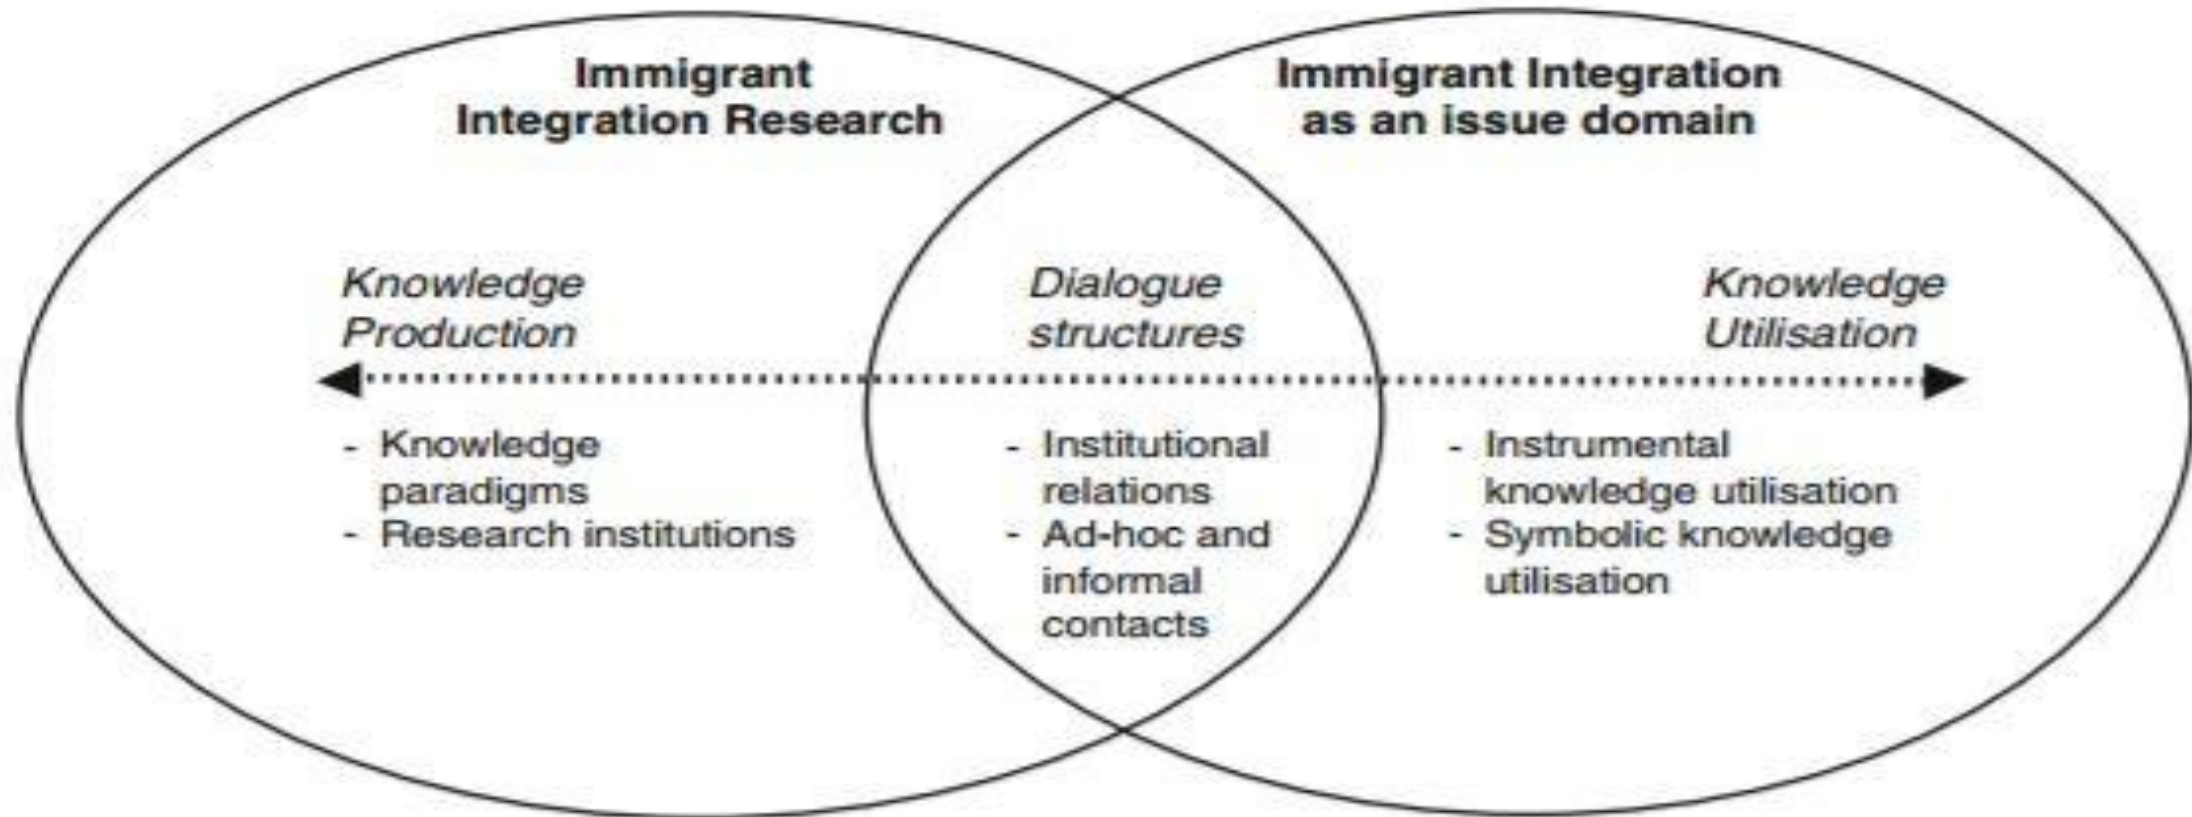 Immigrant
Integration Research
Immigrant Integration
as an issue domain
Knowledge
Production
Dialogue
structures
Knowledge
Utilisation
- Knowledge
paradigms
- Research institutions
- Institutional
relations
- Ad-hoc and
informal
contacts
- Instrumental
knowledge utilisation
- Symbolic knowledge
utilisation